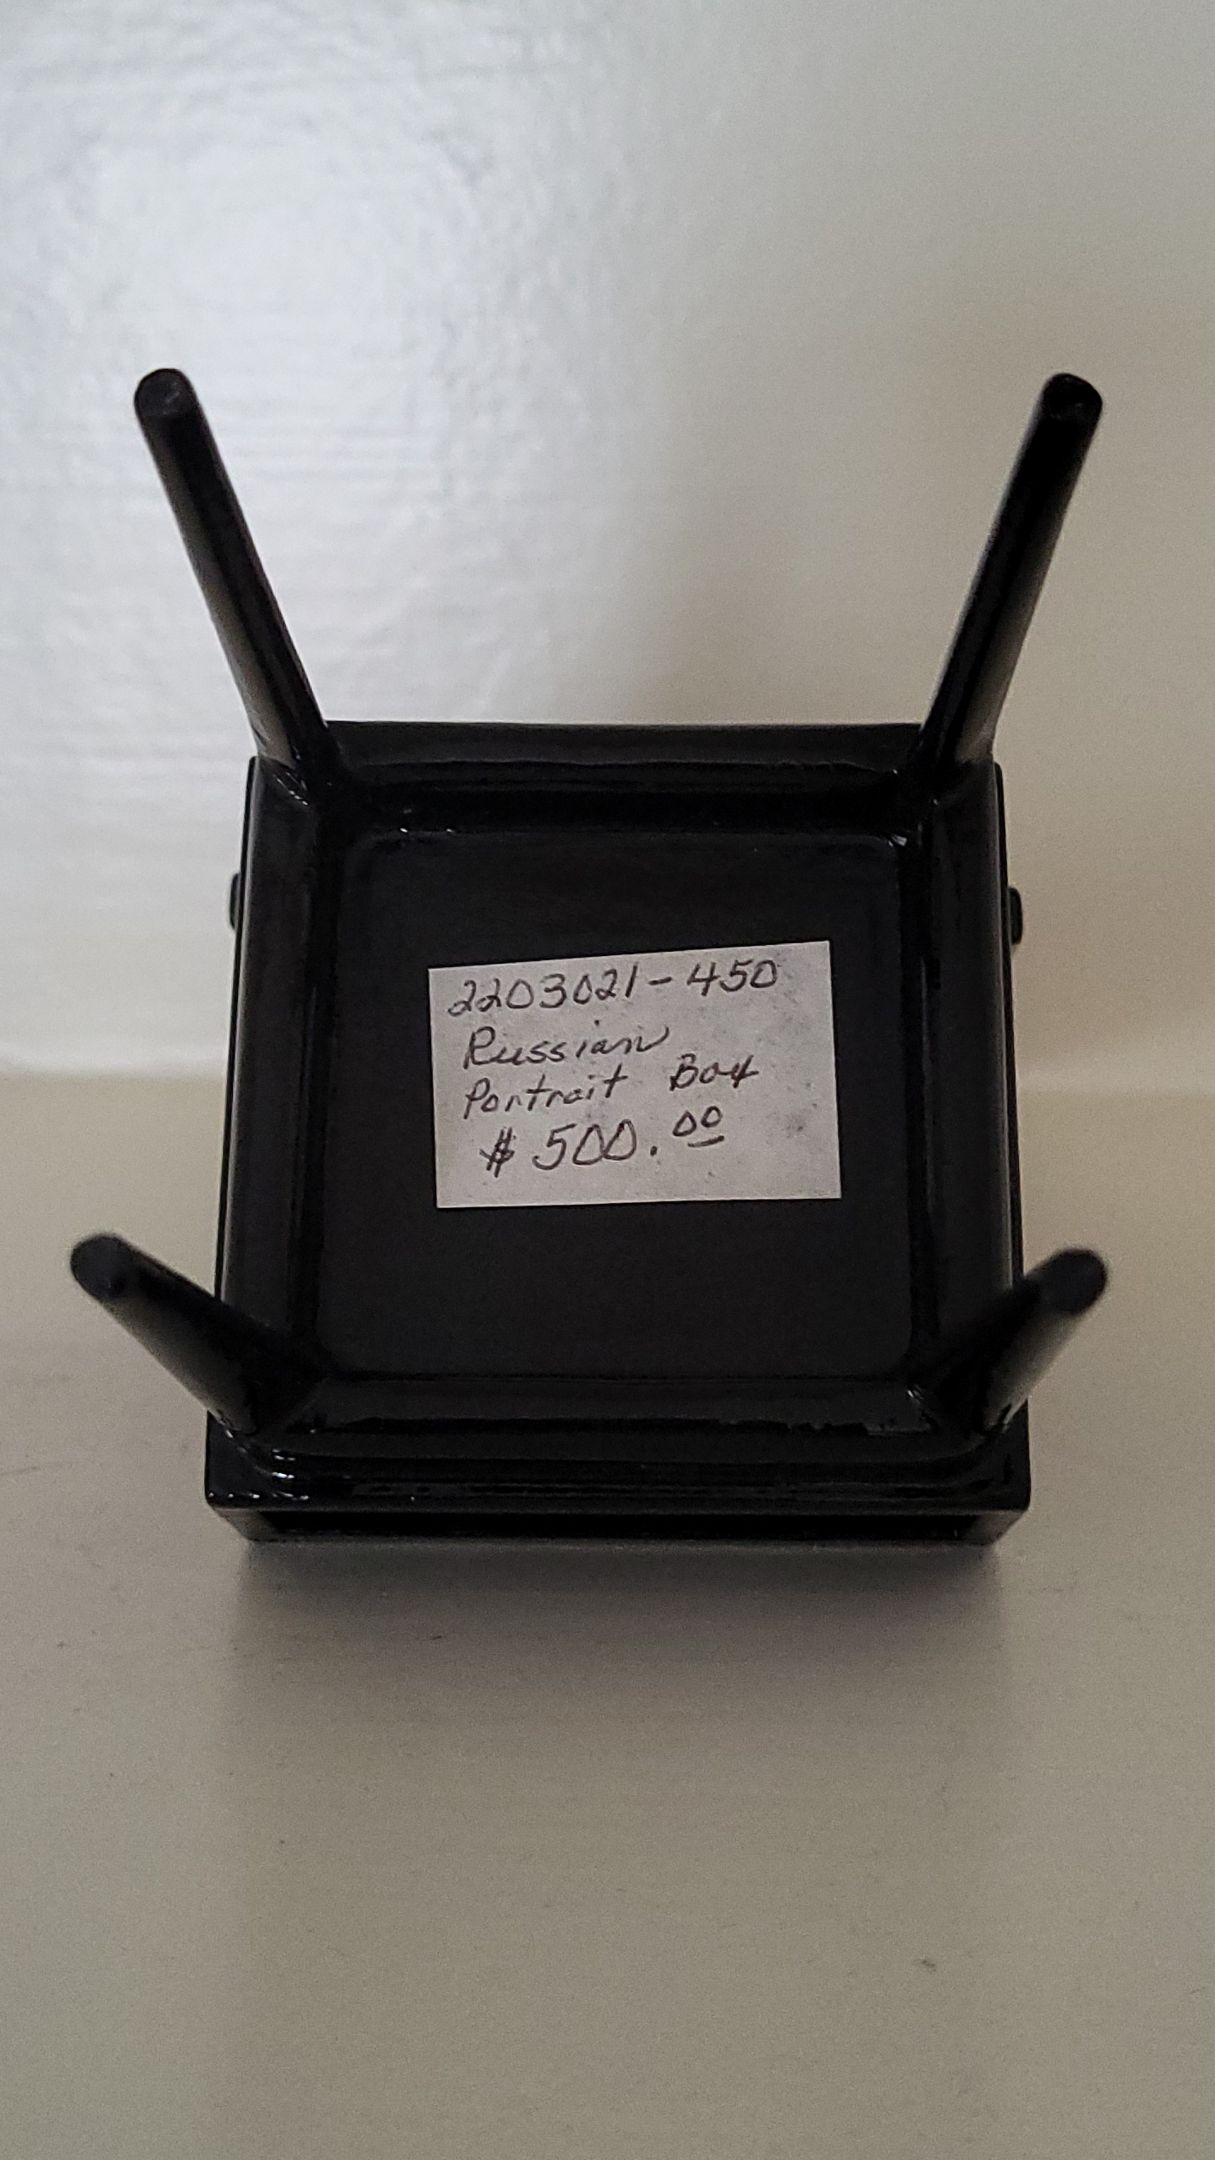 2203021-450
Russian
Portrait Box
$ 500.00